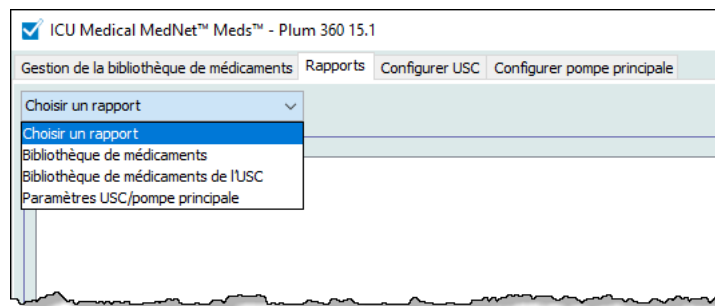 ICU Medical MedNet™ Meds™ - Plum 360 15.1
Gestion de la bibliothèque de médicaments Rapports Configurer USC Configurer pompe principale
Choisir un rapport
Choisir un rapport
Bibliothèque de médicaments
Bibliothèque de médicaments de l'USC
Paramètres USC/pompe principale